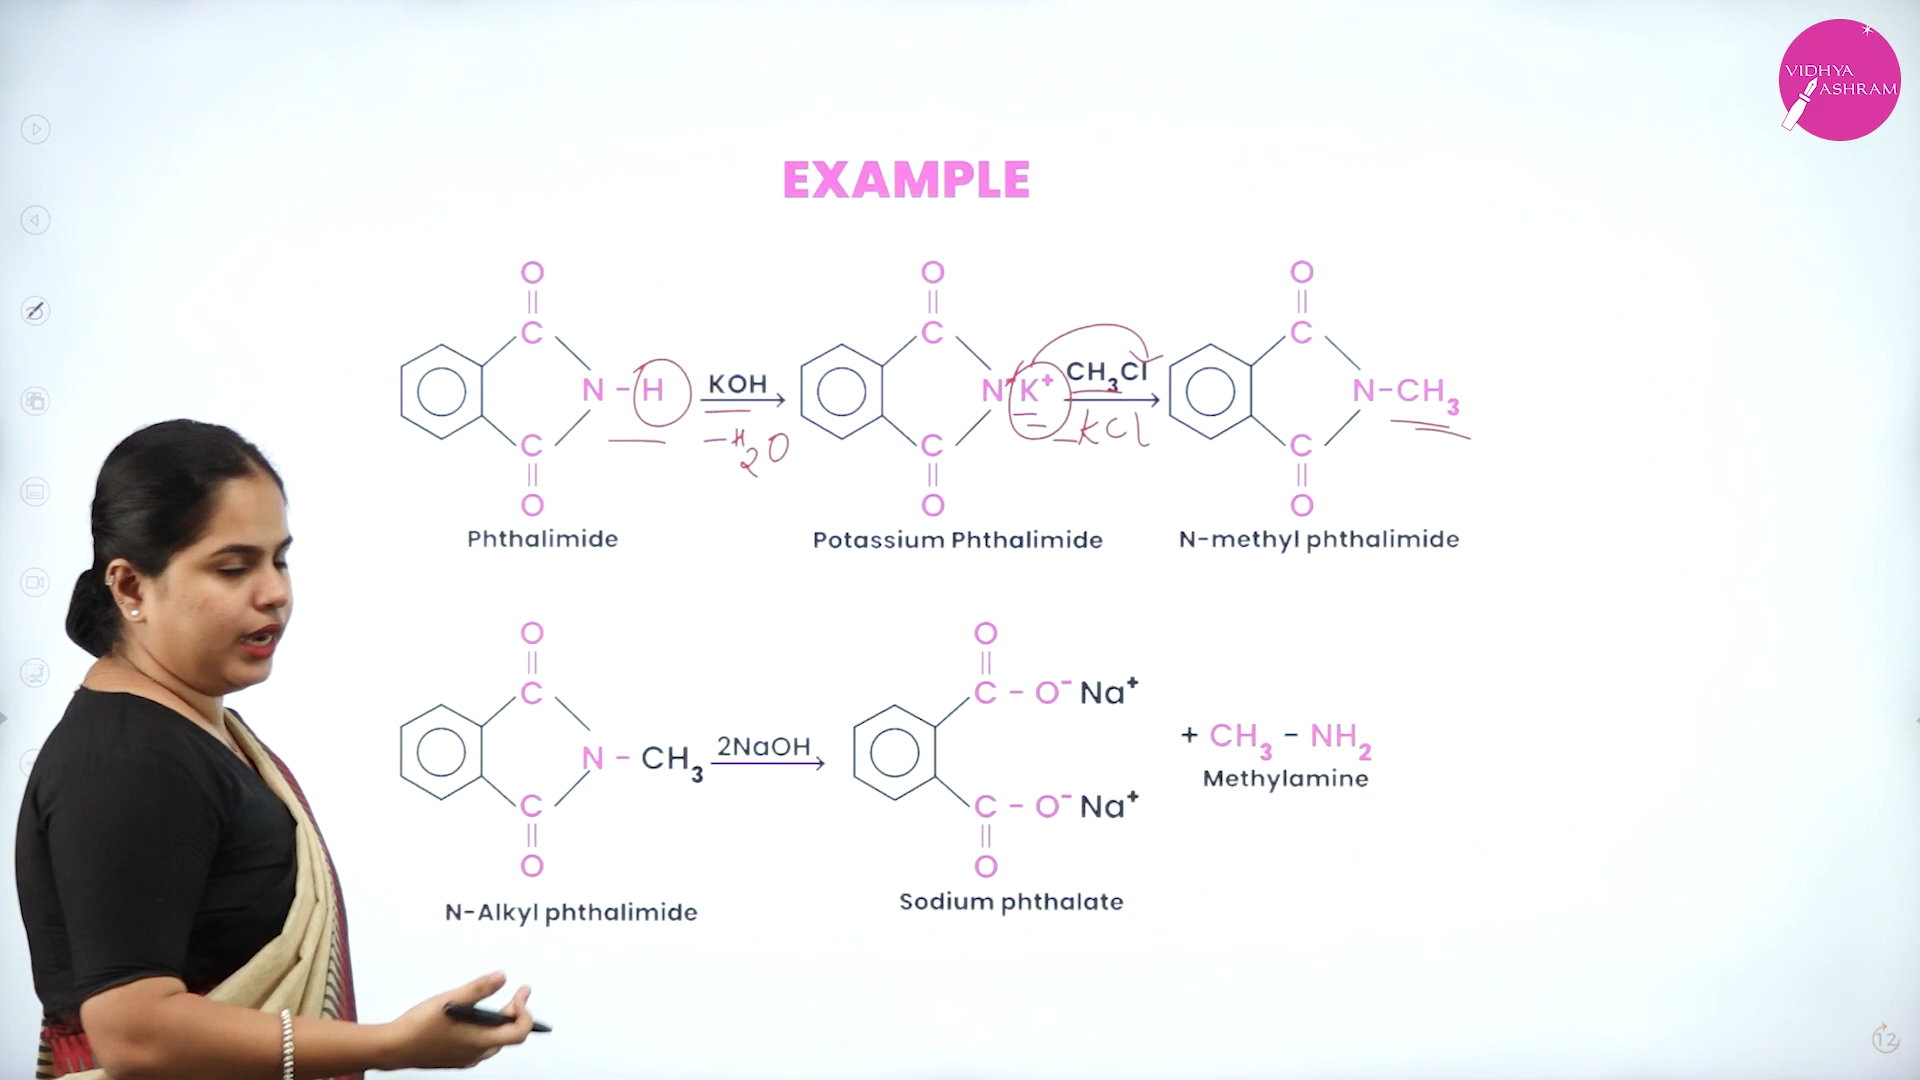 VIDHYA
ASHRAM
EXAMPLE
O
C
N - H
C
O
Phthalimide
KOH
-H2O
O
C
N- K+
C
O
Potassium Phthalimide
CH3Cl
-KCl
O
C
N-CH3
C
O
N-methyl phthalimide
O
C
N - CH3
C
O
N-Alkyl phthalimide
2NaOH
O
C - O- Na+
C - O- Na+
O
Sodium phthalate
+ CH3 - NH2
Methylamine
12